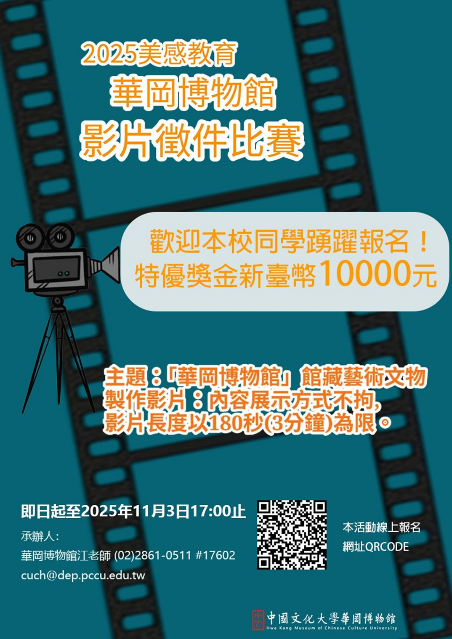 2025美感教育
華岡博物館
影片徵件比賽
歡迎本校同學踴躍報名！
特優獎金新臺幣10000元
主題：「華岡博物館」館藏藝術文物
製作影片：內容展示方式不拘,
影片長度以180秒(3分鐘)為限。
即日起至2025年11月3日17:00止
承辦人：
華岡博物館江老師 (02)2861-0511 #17602
cuch@dep.pccu.edu.tw
本活動線上報名
網址QRCODE
中國文化大學華岡博物館
Hwa Kang Museum of Chinese Culture University